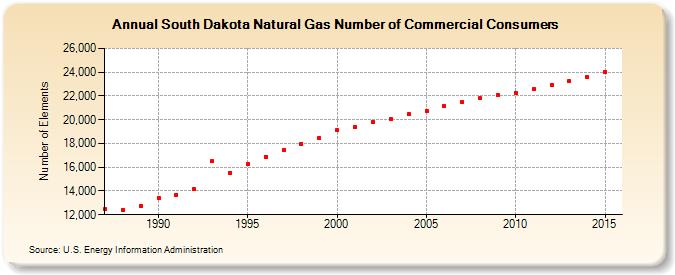 Annual South Dakota Natural Gas Number of Commercial Consumers
Number of Elements
26,000
24,000
22,000
20,000
18,000
16,000
14,000
12,000
1990 1995 2000 2005 2010 2015
Source: U.S. Energy Information Administration